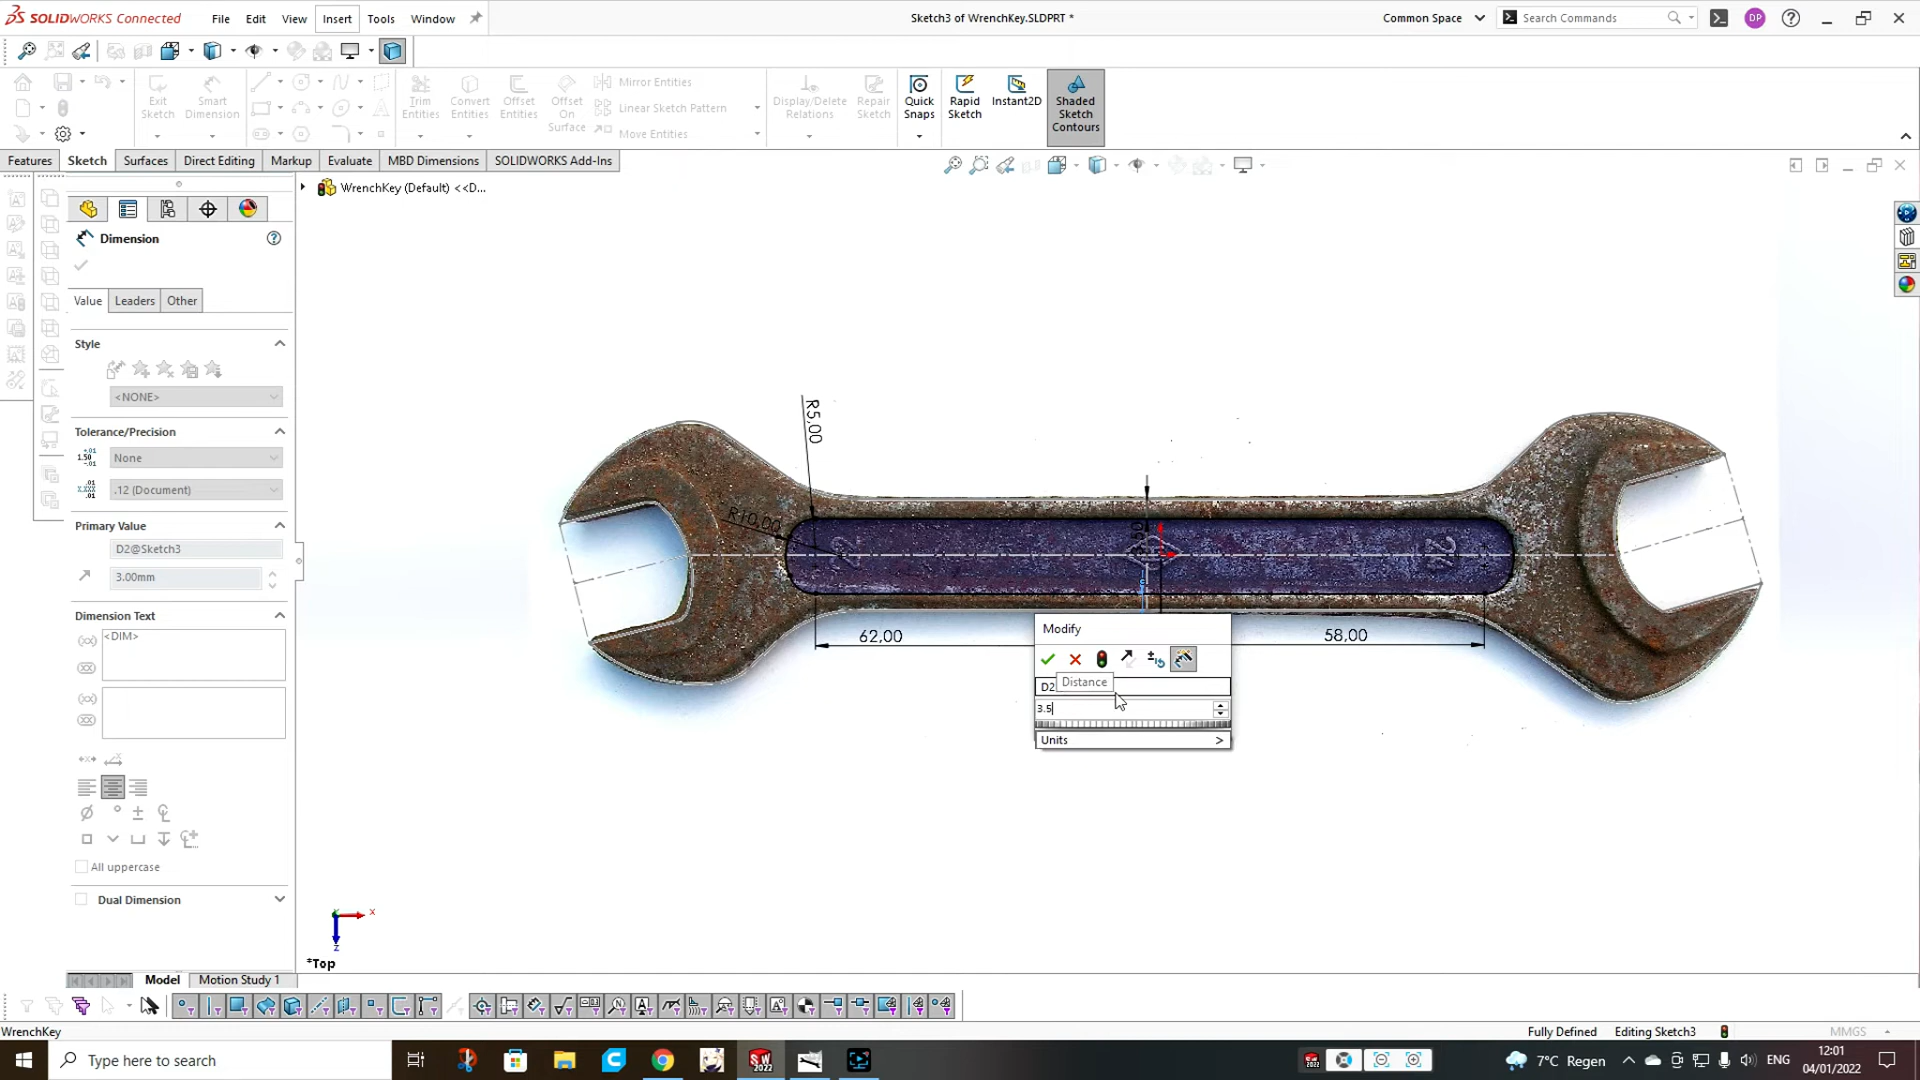 SOLIDWORKS Connected
File Edit View Insert Tools Window
Sketch3 of WrenchKey.SLDPRT *
Common Space
Search Commands
DP
Exit Sketch
Smart Dimension
Trim Entities
Convert Entities
Offset Entities
Offset On Surface
Mirror Entities
Linear Sketch Pattern
Move Entities
Display/Delete Relations
Repair Sketch
Quick Snaps
Rapid Sketch
Instant2D
Shaded Sketch Contours
Features Sketch Surfaces Direct Editing Markup Evaluate MBD Dimensions SOLIDWORKS Add-Ins
WrenchKey (Default) <<D...
Dimension
Value Leaders Other
Style
<NONE>
Tolerance/Precision
None
.12 (Document)
Primary Value
D2@Sketch3
3.00mm
Dimension Text
<DIM>
All uppercase
Dual Dimension
R5,00
R10,00
62,00
58,00
Modify
D2
Distance
3.5
Units >
x
z
*Top
Model Motion Study 1
WrenchKey
Fully Defined Editing Sketch3 MMGS
Type here to search
SW 2022
7°C Regen
ENG
12:01
04/01/2022